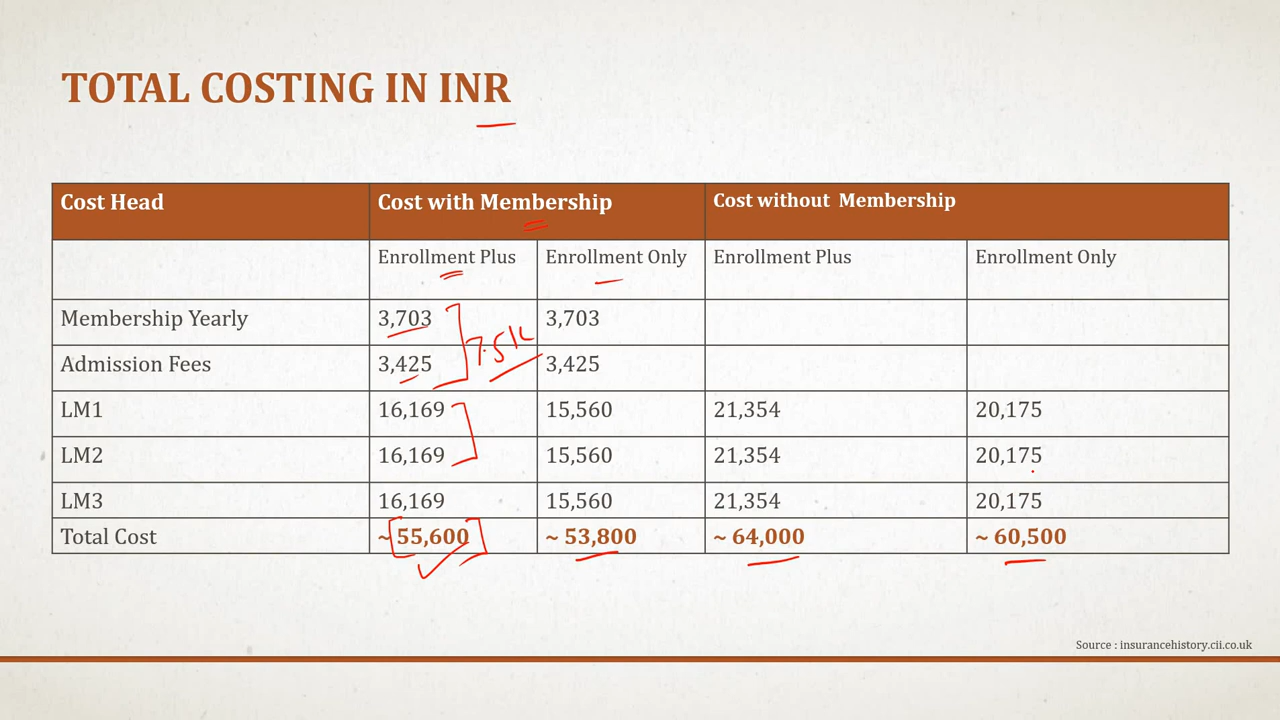 TOTAL COSTING IN INR
Cost Head Cost with Membership Cost without Membership
Enrollment Plus Enrollment Only Enrollment Plus Enrollment Only
Membership Yearly 3,703 3,703
7.5K
Admission Fees 3,425 3,425
LM1 16,169 15,560 21,354 20,175
LM2 16,169 15,560 21,354 20,175
LM3 16,169 15,560 21,354 20,175
Total Cost ~ 55,600 ~ 53,800 ~ 64,000 ~ 60,500
Source : insurancehistory.cii.co.uk